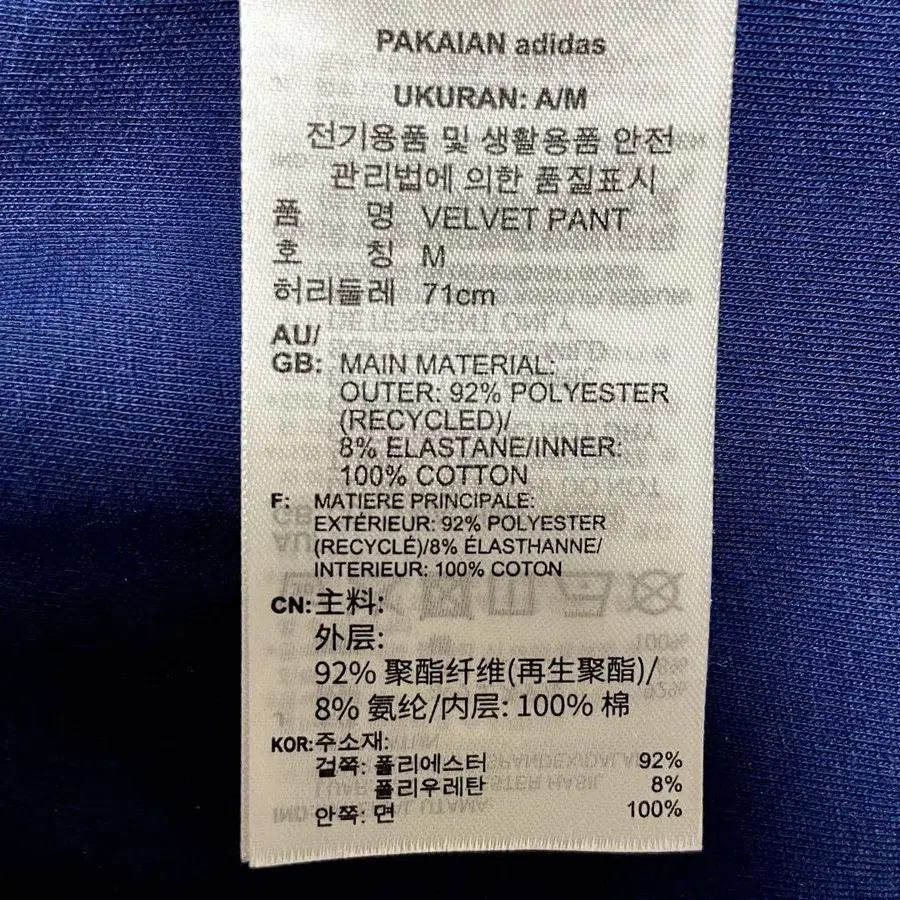 PAKAIAN adidas
UKURAN: A/M
전기용품 및 생활용품 안전
관리법에 의한 품질표시
품 명 VELVET PANT
호 칭 M
허리둘레 71cm
AU/
GB: MAIN MATERIAL:
OUTER: 92% POLYESTER
(RECYCLED)/
8% ELASTANE/INNER:
100% COTTON
F: MATIERE PRINCIPALE:
EXTÉRIEUR: 92% POLYESTER
(RECYCLÉ)/8% ÉLASTHANNE/
INTERIEUR: 100% COTON
CN: 主料:
外层:
92% 聚酯纤维(再生聚酯)/
8% 氨纶/内层: 100% 棉
KOR: 주소재:
겉쪽: 폴리에스터 92%
폴리우레탄 8%
안쪽: 면 100%